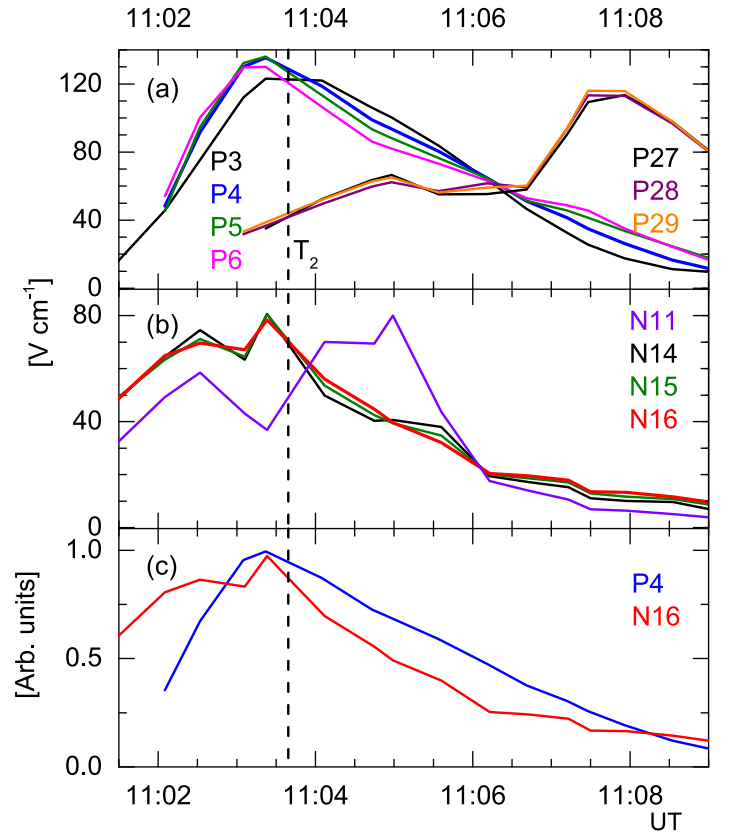 11:02 11:04 11:06 11:08
120
(a)
80
P3 P27
P4 P28
40
P5 P29
P6
T₂
0
[V cm⁻¹]
(b)
80
N11
N14
N15
40
N16
0
(c)
1.0
P4
N16
[Arb. units]
0.5
0.0
11:02 11:04 11:06 11:08
UT